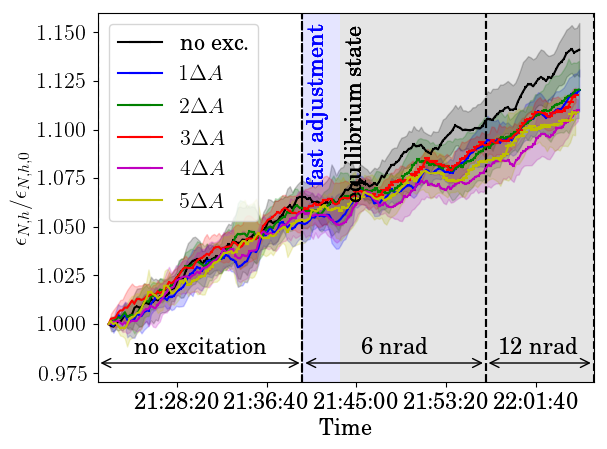 1.150
1.125
1.100
1.075
1.050
1.025
1.000
0.975
ϵ_{N,h}/ϵ_{N,h,0}
no exc.
1ΔA
2ΔA
3ΔA
4ΔA
5ΔA
fast adjustment
equilibrium state
no excitation
6 nrad
12 nrad
21:28:20 21:36:40 21:45:00 21:53:20 22:01:40
Time